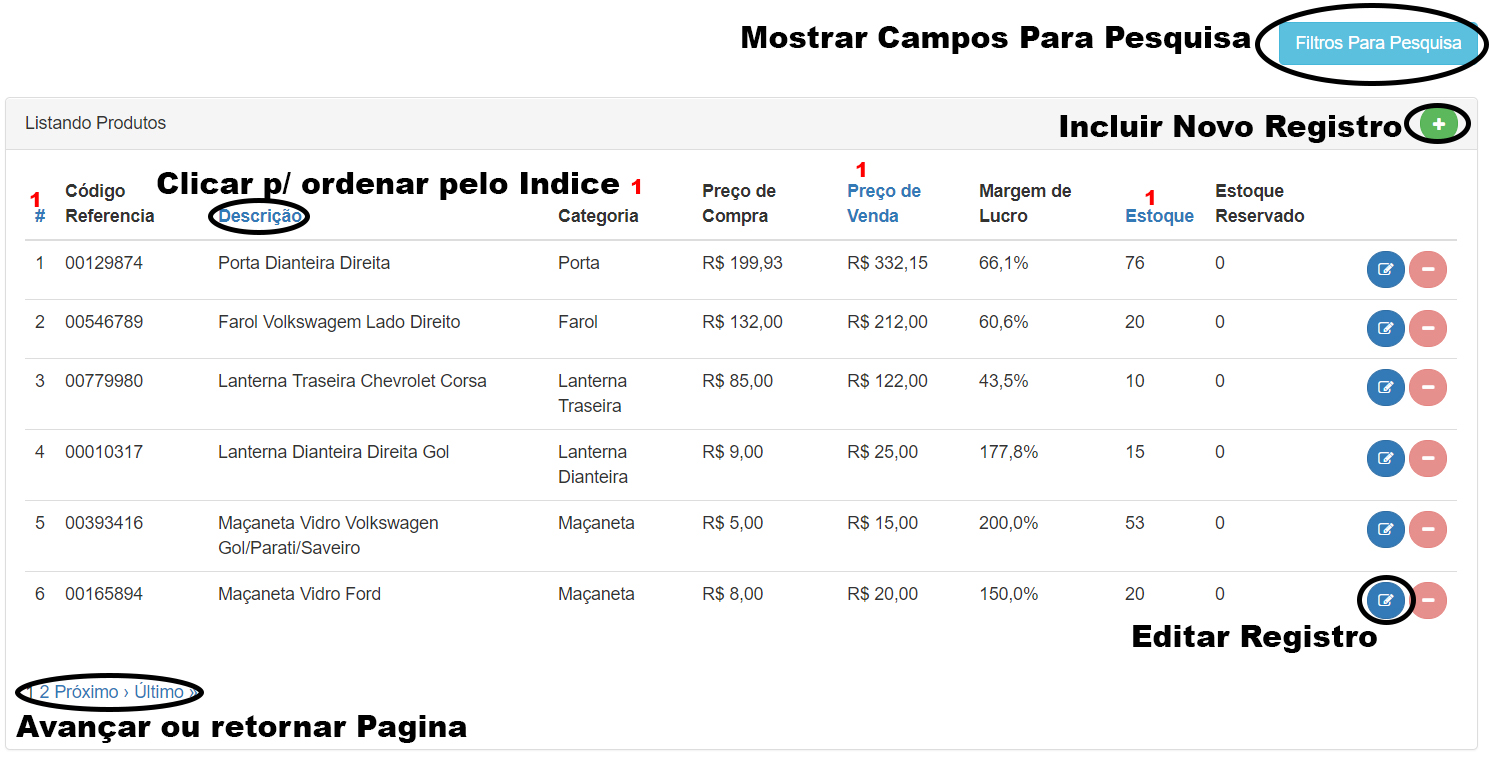 Mostrar Campos Para Pesquisa Filtros Para Pesquisa
Listando Produtos Incluir Novo Registro +
Clicar p/ ordenar pelo Indice 1
1 1 1
# Código Referencia Descrição Categoria Preço de Compra Preço de Venda Margem de Lucro Estoque Estoque Reservado
1 00129874 Porta Dianteira Direita Porta R$ 199,93 R$ 332,15 66,1% 76 0
2 00546789 Farol Volkswagem Lado Direito Farol R$ 132,00 R$ 212,00 60,6% 20 0
3 00779980 Lanterna Traseira Chevrolet Corsa Lanterna Traseira R$ 85,00 R$ 122,00 43,5% 10 0
4 00010317 Lanterna Dianteira Direita Gol Lanterna Dianteira R$ 9,00 R$ 25,00 177,8% 15 0
5 00393416 Maçaneta Vidro Volkswagen Gol/Parati/Saveiro Maçaneta R$ 5,00 R$ 15,00 200,0% 53 0
6 00165894 Maçaneta Vidro Ford Maçaneta R$ 8,00 R$ 20,00 150,0% 20 0
Editar Registro
1 2 Próximo › Último »
Avançar ou retornar Pagina